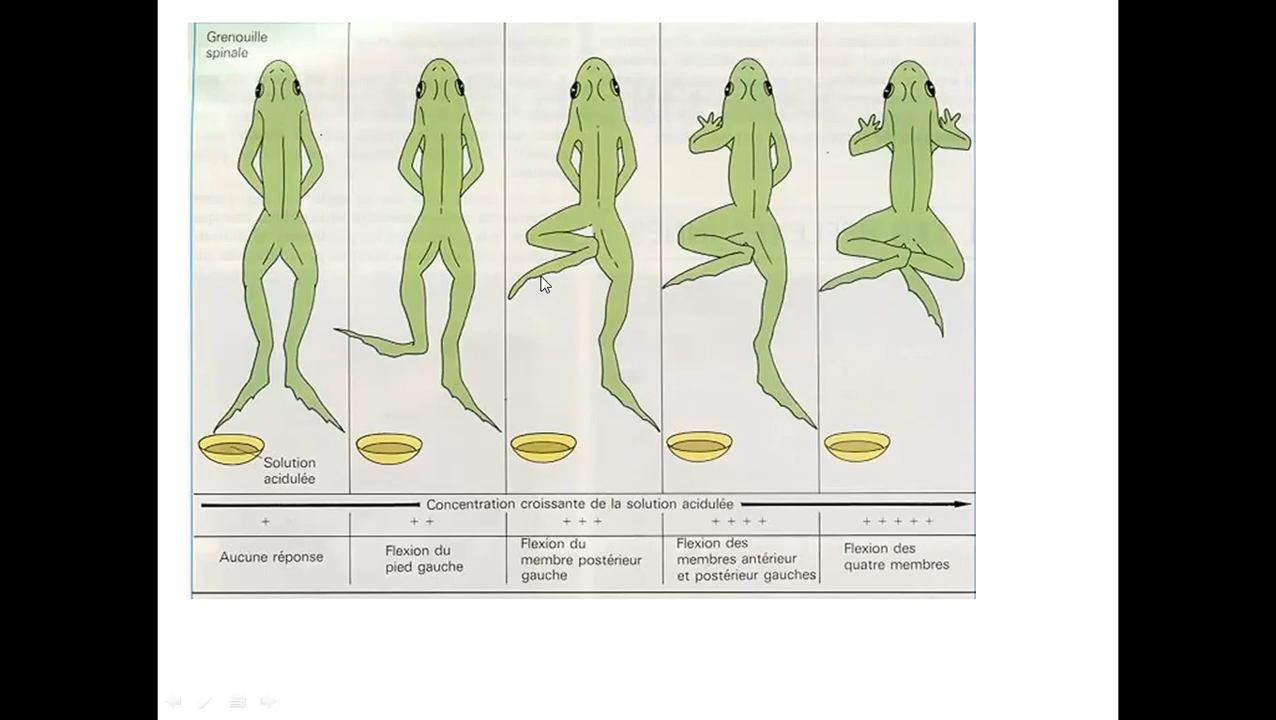 Grenouille
spinale
Solution
acidulée
Concentration croissante de la solution acidulée
+
+ +
+ + +
+ + + +
+ + + + +
Aucune réponse
Flexion du
pied gauche
Flexion du
membre postérieur
gauche
Flexion des
membres antérieur
et postérieur gauches
Flexion des
quatre membres